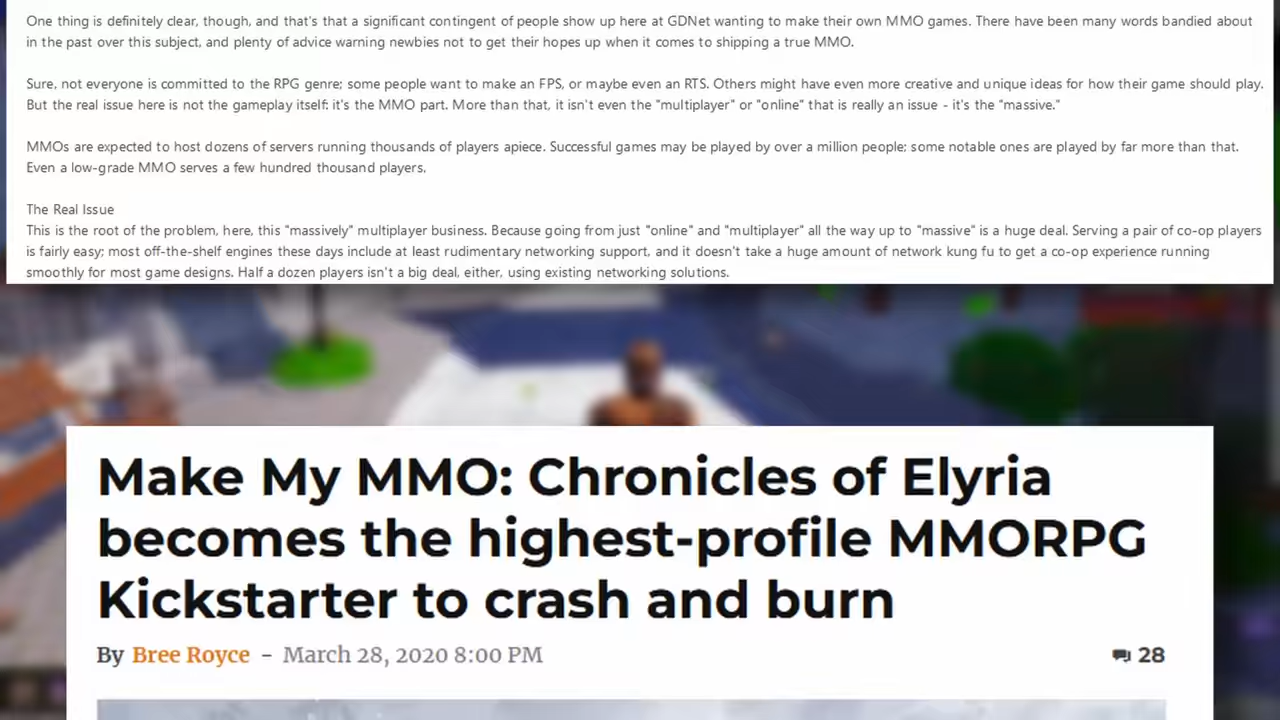 One thing is definitely clear, though, and that's that a significant contingent of people show up here at GDNet wanting to make their own MMO games. There have been many words bandied about
in the past over this subject, and plenty of advice warning newbies not to get their hopes up when it comes to shipping a true MMO.
Sure, not everyone is committed to the RPG genre; some people want to make an FPS, or maybe even an RTS. Others might have even more creative and unique ideas for how their game should play.
But the real issue here is not the gameplay itself: it's the MMO part. More than that, it isn't even the "multiplayer" or "online" that is really an issue - it's the "massive."
MMOs are expected to host dozens of servers running thousands of players apiece. Successful games may be played by over a million people; some notable ones are played by far more than that.
Even a low-grade MMO serves a few hundred thousand players.
The Real Issue
This is the root of the problem, here, this "massively" multiplayer business. Because going from just "online" and "multiplayer" all the way up to "massive" is a huge deal. Serving a pair of co-op players
is fairly easy; most off-the-shelf engines these days include at least rudimentary networking support, and it doesn't take a huge amount of network kung fu to get a co-op experience running
smoothly for most game designs. Half a dozen players isn't a big deal, either, using existing networking solutions.
Make My MMO: Chronicles of Elyria
becomes the highest-profile MMORPG
Kickstarter to crash and burn
By Bree Royce - March 28, 2020 8:00 PM
28